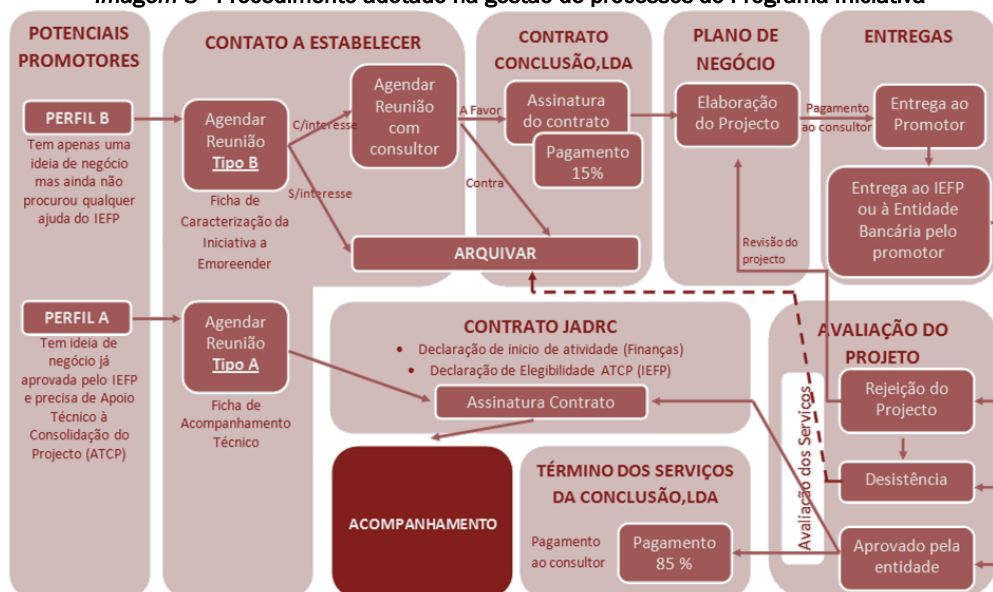 Imagem 8 - Procedimento adotado na gestão de processos do Programa Iniciativa
POTENCIAIS
PROMOTORES
PERFIL B
Tem apenas uma
ideia de negócio
mas ainda não
procurou qualquer
ajuda do IEFP
PERFIL A
Tem ideia de
negócio já
aprovada pelo IEFP
e precisa de Apoio
Técnico à
Consolidação do
Projecto (ATCP)
CONTATO A ESTABELECER
Agendar
Reunião
Tipo B
Ficha de
Caracterização da
Iniciativa a
Empreender
C/interesse
S/interesse
Agendar
Reunião
com
consultor
A Favor
Contra
ARQUIVAR
Agendar
Reunião
Tipo A
Ficha de
Acompanhamento
Técnico
CONTRATO
CONCLUSÃO,LDA
Assinatura
do contrato
Pagamento
15%
PLANO DE
NEGÓCIO
Elaboração
do Projecto
Pagamento
ao consultor
Revisão do
projecto
ENTREGAS
Entrega ao
Promotor
Entrega ao IEFP
ou à Entidade
Bancária pelo
promotor
CONTRATO JADRC
• Declaração de inicio de atividade (Finanças)
• Declaração de Elegibilidade ATCP (IEFP)
Assinatura Contrato
ACOMPANHAMENTO
TÉRMINO DOS SERVIÇOS
DA CONCLUSÃO,LDA
Pagamento
ao consultor
Pagamento
85 %
AVALIAÇÃO DO
PROJETO
Avaliação dos Serviços
Rejeição do
Projecto
Desistência
Aprovado pela
entidade